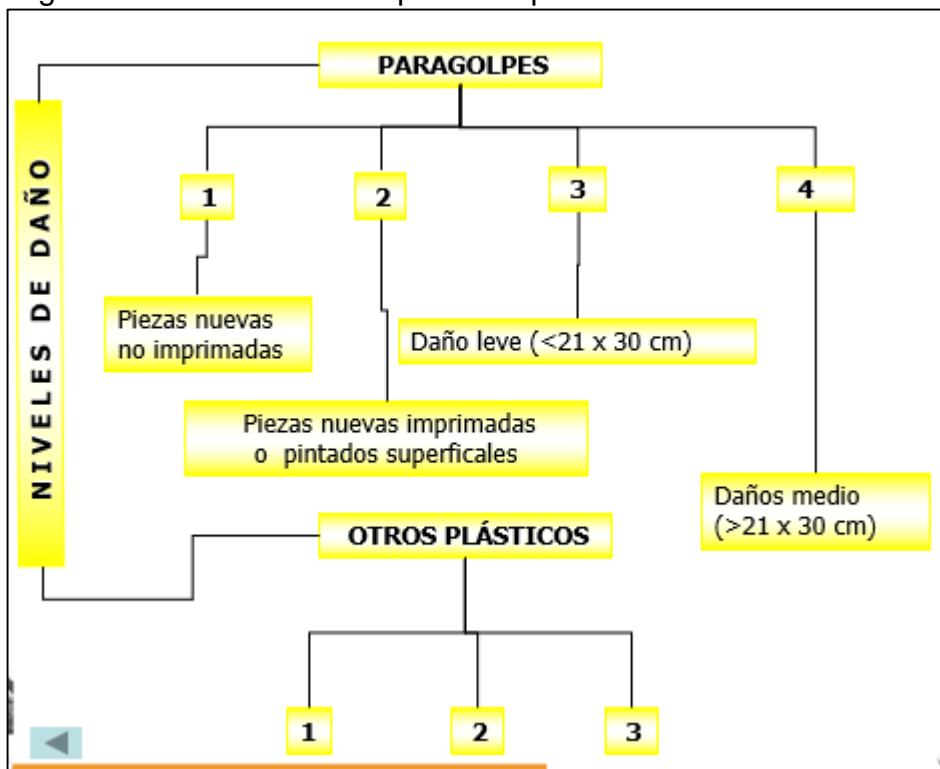 PARAGOLPES
NIVELES DE DAÑO
1
2
3
4
Piezas nuevas
no imprimadas
Daño leve (<21 x 30 cm)
Piezas nuevas imprimadas
o pintados superficales
Daños medio
(>21 x 30 cm)
OTROS PLÁSTICOS
1
2
3